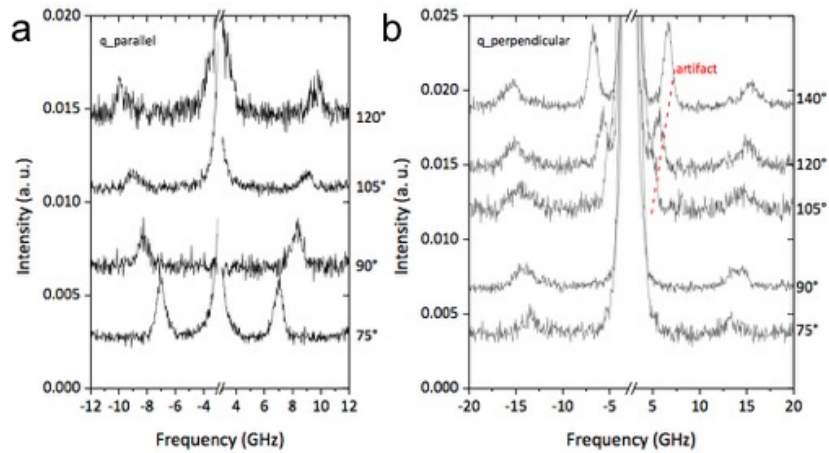 a
q_parallel
0.020
0.015
0.010
0.005
0.000
Intensity (a. u.)
120°
105°
90°
75°
-12 -10 -8 -6 -4 4 6 8 10 12
Frequency (GHz)
b
q_perpendicular
artifact
0.025
0.020
0.015
0.010
0.005
0.000
Intensity (a. u.)
140°
120°
105°
90°
75°
-20 -15 -10 -5 5 10 15 20
Frequency (GHz)